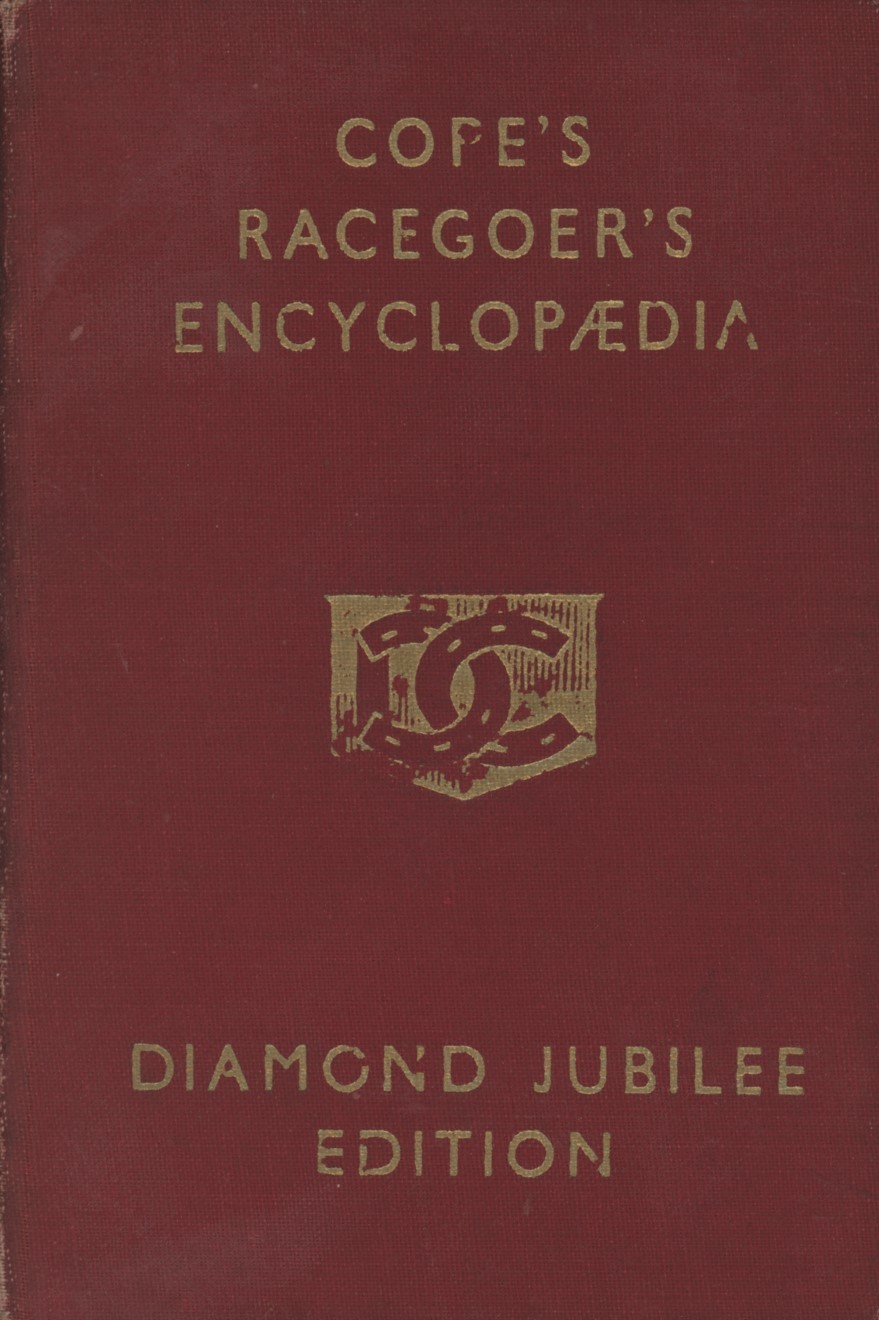 COPE'S
RACEGOER'S
ENCYCLOPÆDIA
DIAMOND JUBILEE
EDITION